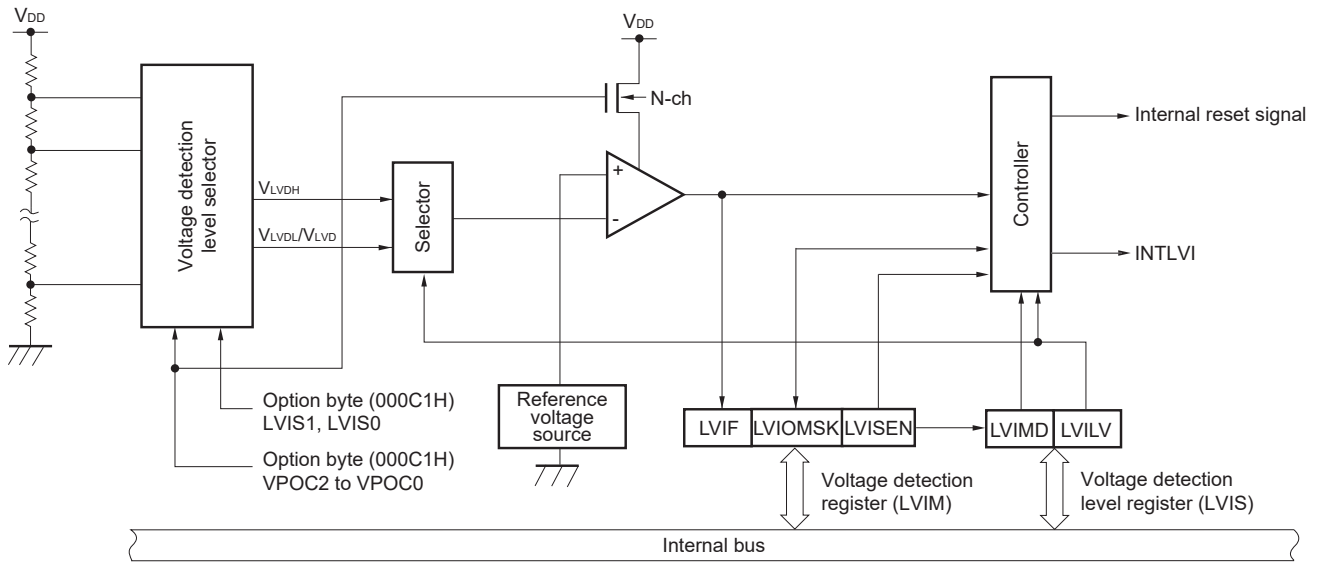 VDD
VDD
N-ch
Voltage detection
level selector
VLVDH
VLVDL/VLVD
Selector
+
-
Controller
Internal reset signal
INTLVI
Option byte (000C1H)
LVIS1, LVIS0
Option byte (000C1H)
VPOC2 to VPOC0
Reference
voltage
source
LVIF
LVIOMSK
LVISEN
LVIMD
LVILV
Voltage detection
register (LVIM)
Voltage detection
level register (LVIS)
Internal bus